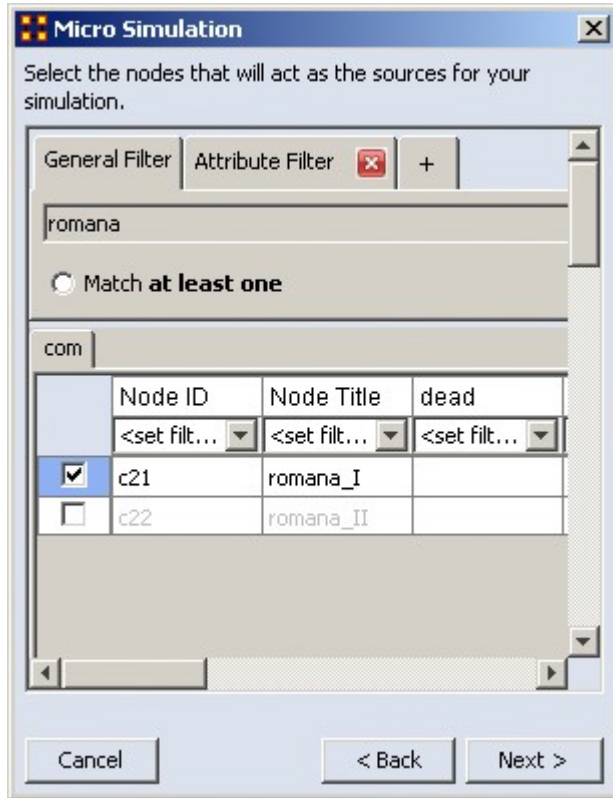 Micro Simulation
Select the nodes that will act as the sources for your
simulation.
General Filter Attribute Filter +
romana
Match at least one
com
Node ID Node Title dead
<set filt... <set filt... <set filt...
c21 romana_I
c22 romana_II
Cancel < Back Next >